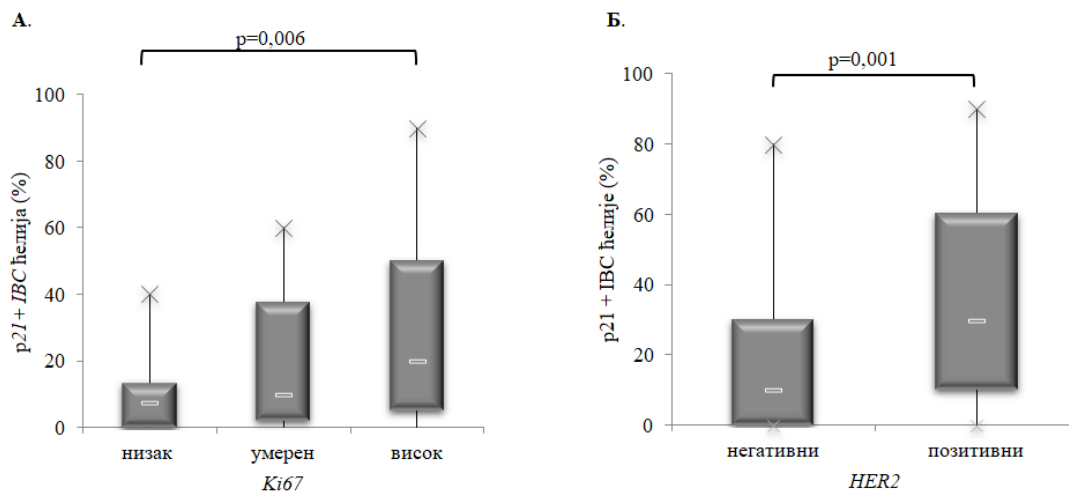 А.
p=0,006
p21+ IBC ћелија (%)
100
80
60
40
20
0
низак
умерен
висок
Ki67
Б.
p=0,001
p21 + IBC ћелије (%)
100
80
60
40
20
0
негативни
позитивни
HER2